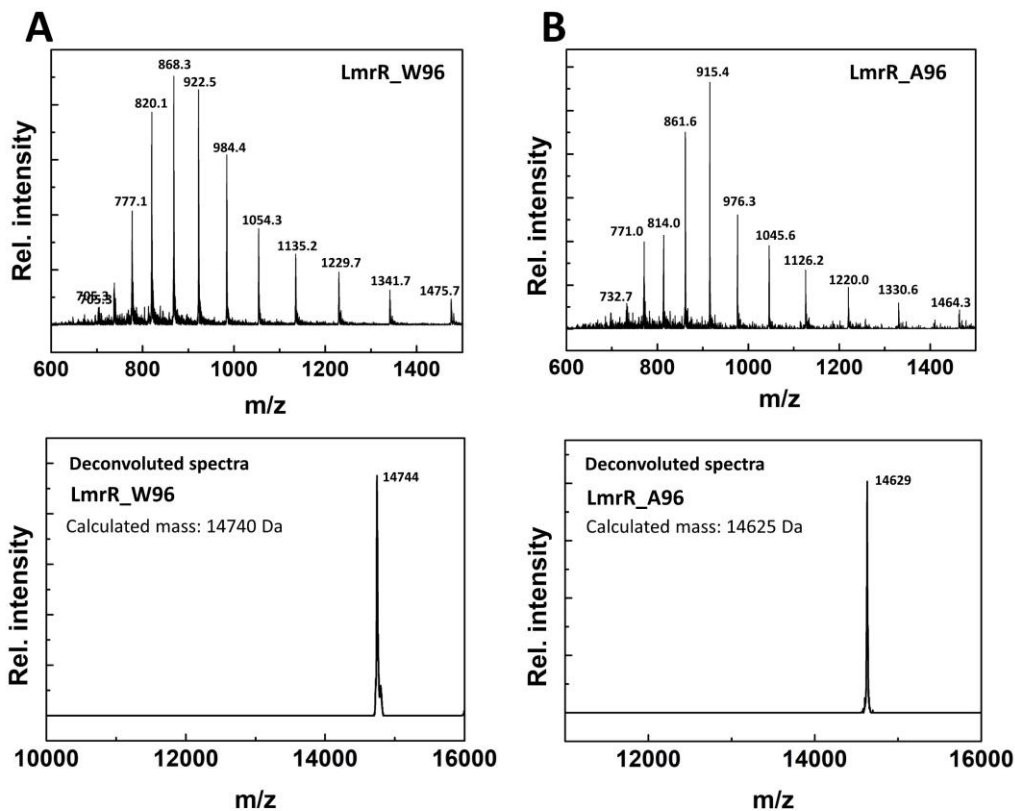 A
LmrR_W96
868.3
922.5
820.1
984.4
777.1
1054.3
1135.2
1229.7
705.3
705.3
1341.7
1475.7
Rel. intensity
600 800 1000 1200 1400
m/z
B
LmrR_A96
915.4
861.6
976.3
771.0
814.0
1045.6
1126.2
732.7
1220.0
1330.6
1464.3
Rel. intensity
600 800 1000 1200 1400
m/z
Deconvoluted spectra
14744
LmrR_W96
Calculated mass: 14740 Da
Rel. intensity
10000 12000 14000 16000
m/z
Deconvoluted spectra
14629
LmrR_A96
Calculated mass: 14625 Da
Rel. intensity
12000 14000 16000
m/z